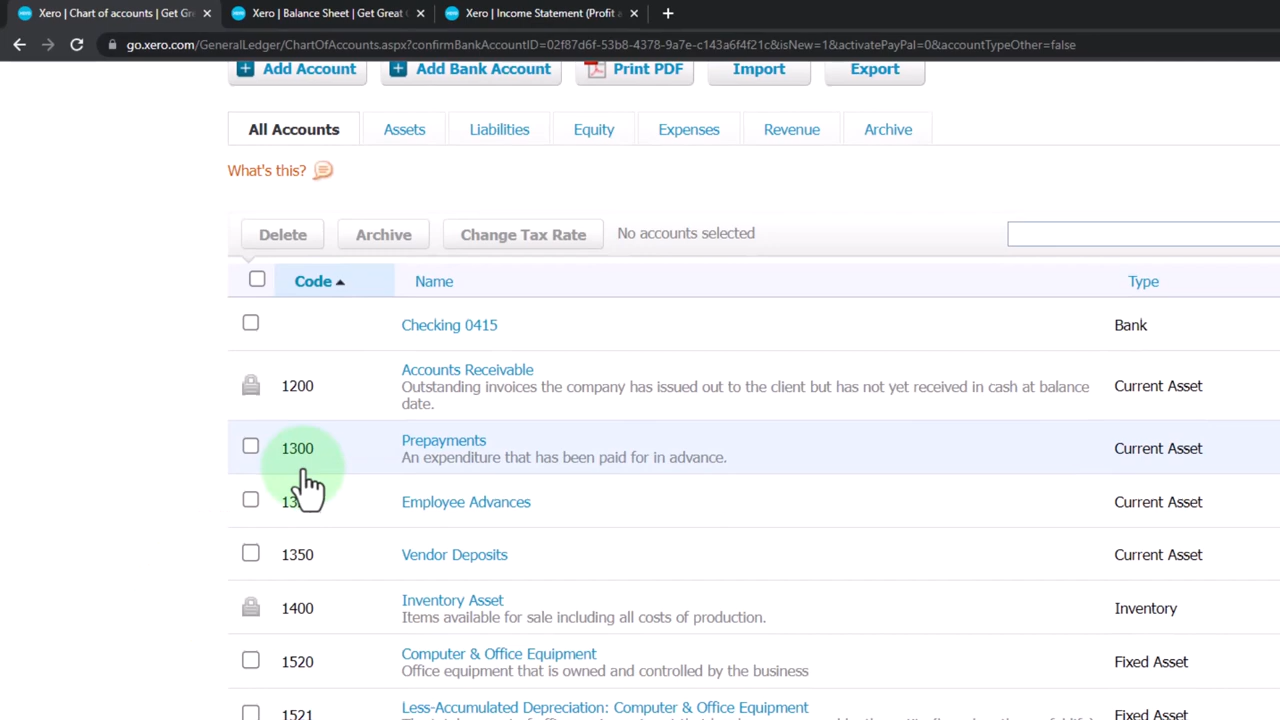 Xero | Chart of accounts | Get Gr
Xero | Balance Sheet | Get Great
Xero | Income Statement (Profit a
go.xero.com/GeneralLedger/ChartOfAccounts.aspx?confirmBankAccountID=02f87d6f-53b8-4378-9a7e-c143a6f4f21c&isNew=1&activatePayPal=0&accountTypeOther=false
Add Account
Add Bank Account
Print PDF
Import
Export
All Accounts
Assets
Liabilities
Equity
Expenses
Revenue
Archive
What's this?
Delete
Archive
Change Tax Rate
No accounts selected
Code
Name
Type
Checking 0415
Bank
1200
Accounts Receivable
Outstanding invoices the company has issued out to the client but has not yet received in cash at balance
date.
Current Asset
1300
Prepayments
An expenditure that has been paid for in advance.
Current Asset
Employee Advances
Current Asset
1350
Vendor Deposits
Current Asset
1400
Inventory Asset
Items available for sale including all costs of production.
Inventory
1520
Computer & Office Equipment
Office equipment that is owned and controlled by the business
Fixed Asset
1521
Less-Accumulated Depreciation: Computer & Office Equipment
Fixed Asset